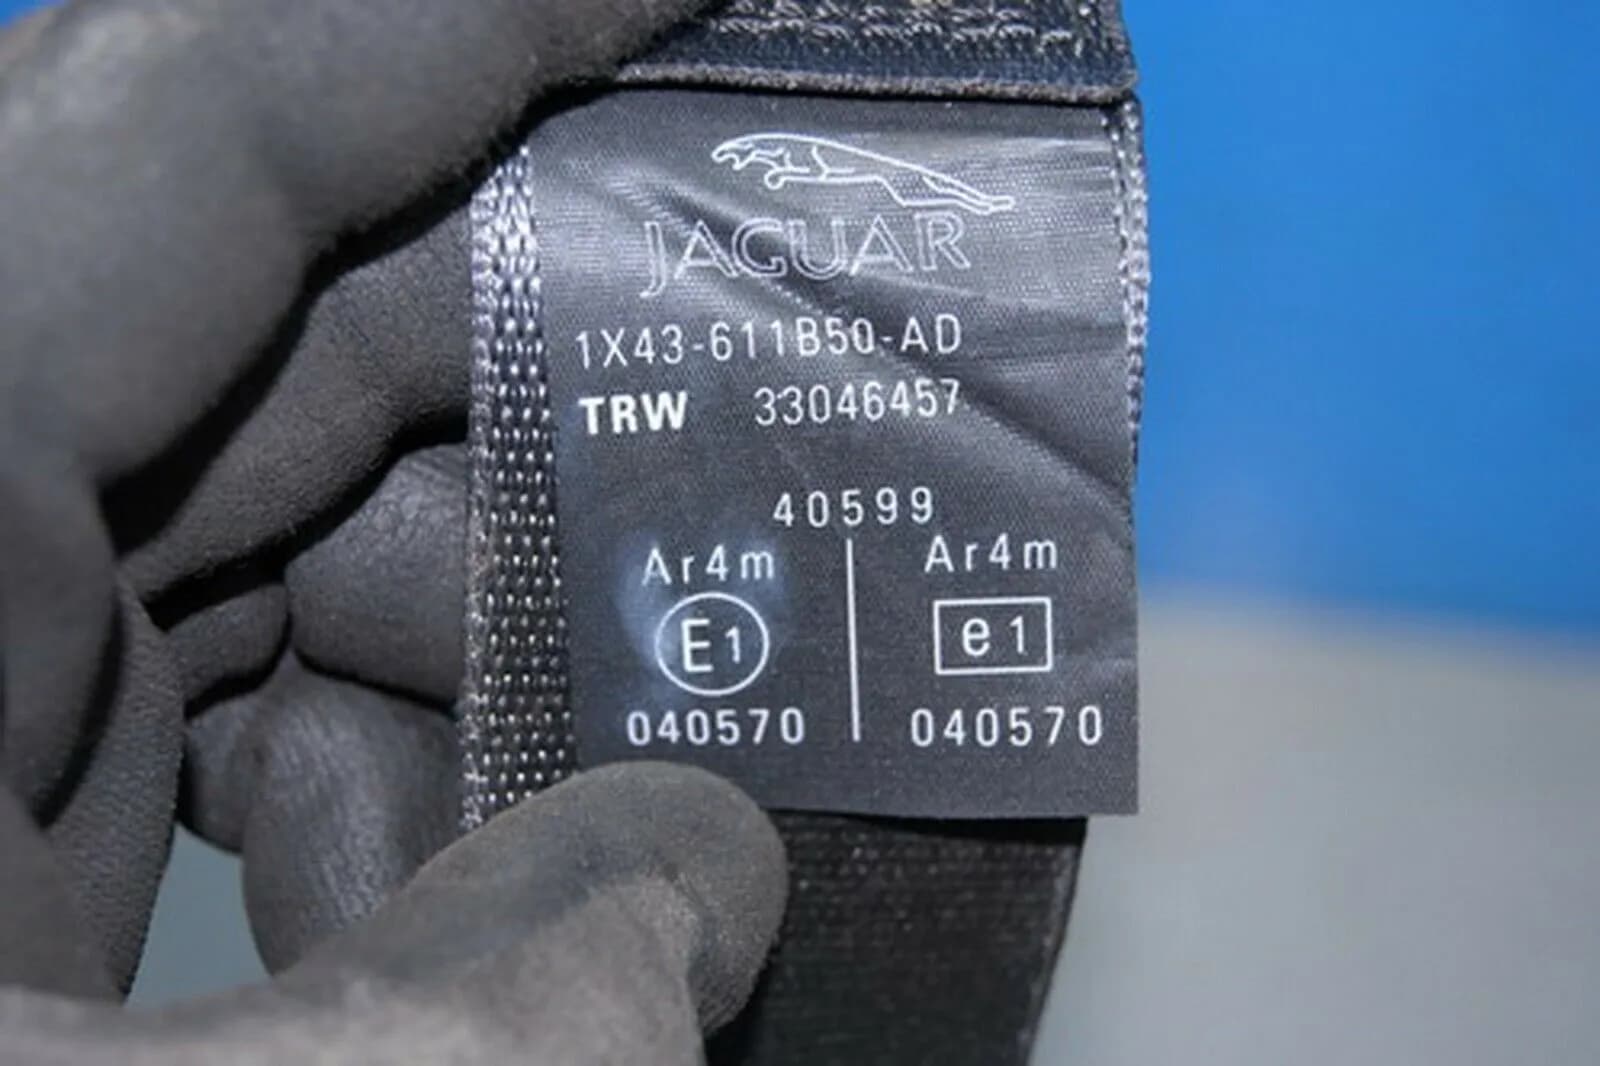 JAGUAR
1X43-611B50-AD
TRW 33046457
40599
Ar4m Ar4m
E1 e1
040570 040570